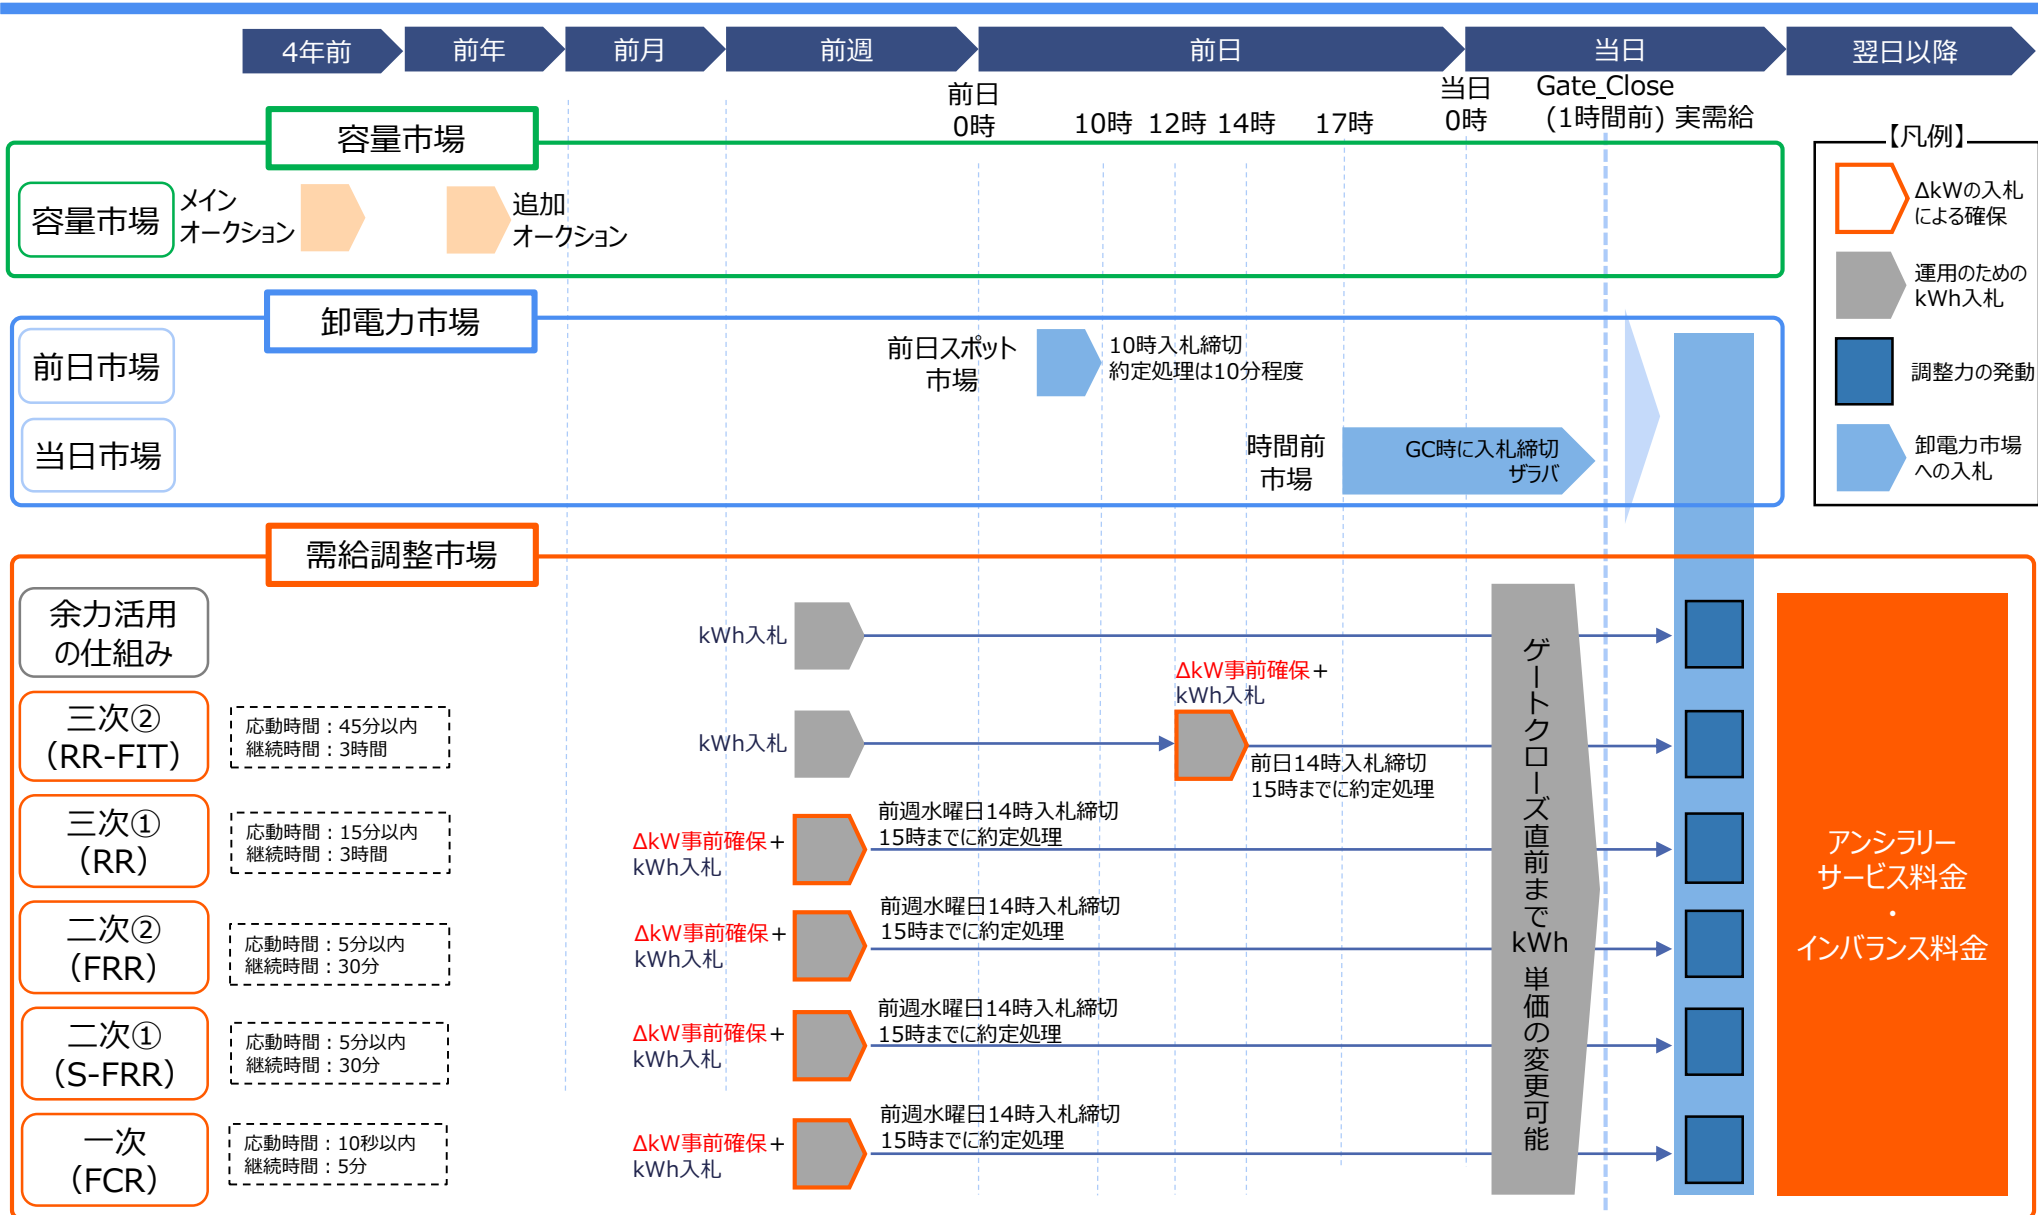 4年前
前年
前月
前週
前日
当日
翌日以降
前日
0時
10時
12時
14時
17時
当日
0時
Gate_Close
(1時間前)
実需給
容量市場
容量市場
メイン
オークション
追加
オークション
【凡例】
ΔkWの入札
による確保
運用のための
kWh入札
調整力の発動
卸電力市場
への入札
卸電力市場
前日市場
前日スポット
市場
10時入札締切
約定処理は10分程度
当日市場
時間前
市場
GC時に入札締切
ザラバ
需給調整市場
余力活用
の仕組み
kWh入札
三次②
（RR-FIT）
応動時間：45分以内
継続時間：3時間
kWh入札
ΔkW事前確保+
kWh入札
前日14時入札締切
15時までに約定処理
三次①
（RR）
応動時間：15分以内
継続時間：3時間
ΔkW事前確保+
kWh入札
前週水曜日14時入札締切
15時までに約定処理
二次②
（FRR）
応動時間：5分以内
継続時間：30分
ΔkW事前確保+
kWh入札
前週水曜日14時入札締切
15時までに約定処理
二次①
（S-FRR）
応動時間：5分以内
継続時間：30分
ΔkW事前確保+
kWh入札
前週水曜日14時入札締切
15時までに約定処理
一次
（FCR）
応動時間：10秒以内
継続時間：5分
ΔkW事前確保+
kWh入札
前週水曜日14時入札締切
15時までに約定処理
ゲートクローズ直前までkWh単価の変更可能
アンシラリー
サービス料金
・
インバランス料金